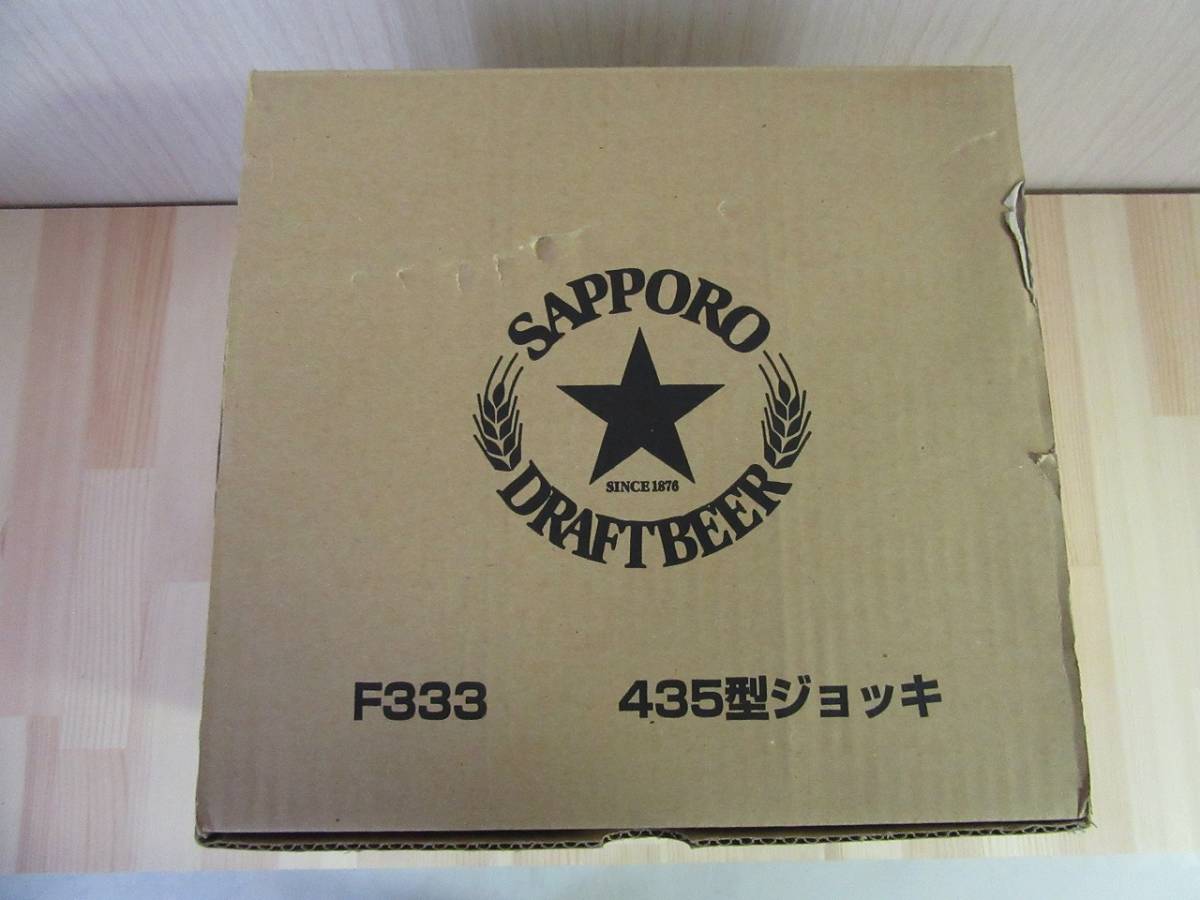 SAPPORO
SINCE 1876
DRAFT BEER
F333 435型ジョッキ